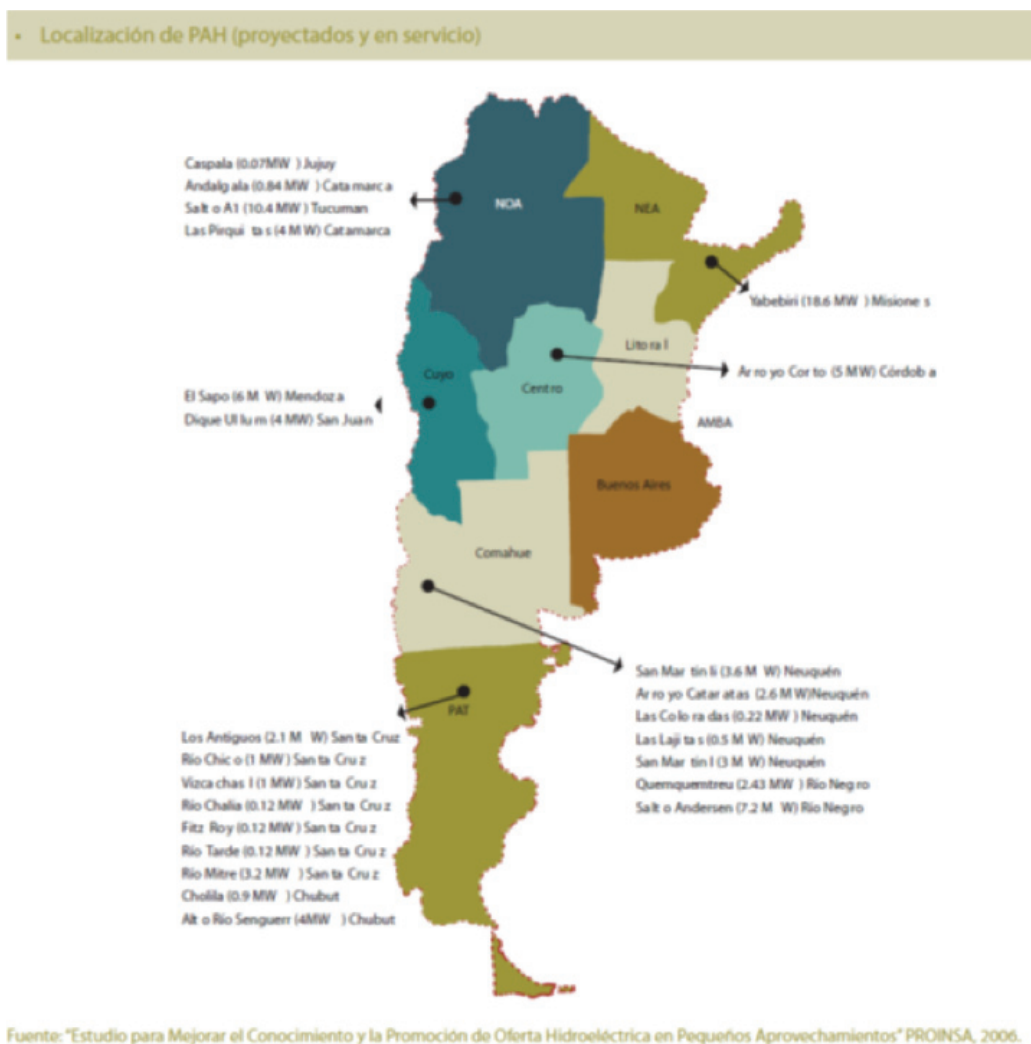 • Localización de PAH (proyectados y en servicio)
Caspala (0.07MW ) Jujuy
Andalgala (0.84 MW ) Catamarca
Salto A1 (10.4 MW ) Tucuman
Las Pirquitas (4 MW) Catamarca
NOA
NEA
Yabebiri (18.6 MW ) Misiones
Litoral
Arroyo Corto (5 MW) Córdoba
Cuyo
Centro
El Sapo (6 MW) Mendoza
Dique Ullum (4 MW) San Juan
AMBA
Buenos Aires
Comahue
San Martin li (3.6 MW) Neuquén
Arroyo Cataratas (2.6 MW)Neuquén
Las Coloradas (0.22 MW ) Neuquén
Las Lajitas (0.5 MW) Neuquén
San Martin I (3 MW) Neuquén
Quemquemtreu (2.43 MW ) Río Negro
Salto Andersen (7.2 MW) Río Negro
PAT
Los Antiguos (2.1 MW) Santa Cruz
Río Chico (1 MW) Santa Cruz
Vizcachas I (1 MW) Santa Cruz
Río Chalia (0.12 MW ) Santa Cruz
Fitz Roy (0.12 MW ) Santa Cruz
Río Tarde (0.12 MW ) Santa Cruz
Río Mitre (3.2 MW ) Santa Cruz
Cholila (0.9 MW ) Chubut
Alto Río Senguerr (4MW ) Chubut
Fuente: "Estudio para Mejorar el Conocimiento y la Promoción de Oferta Hidroeléctrica en Pequeños Aprovechamientos" PROINSA, 2006.